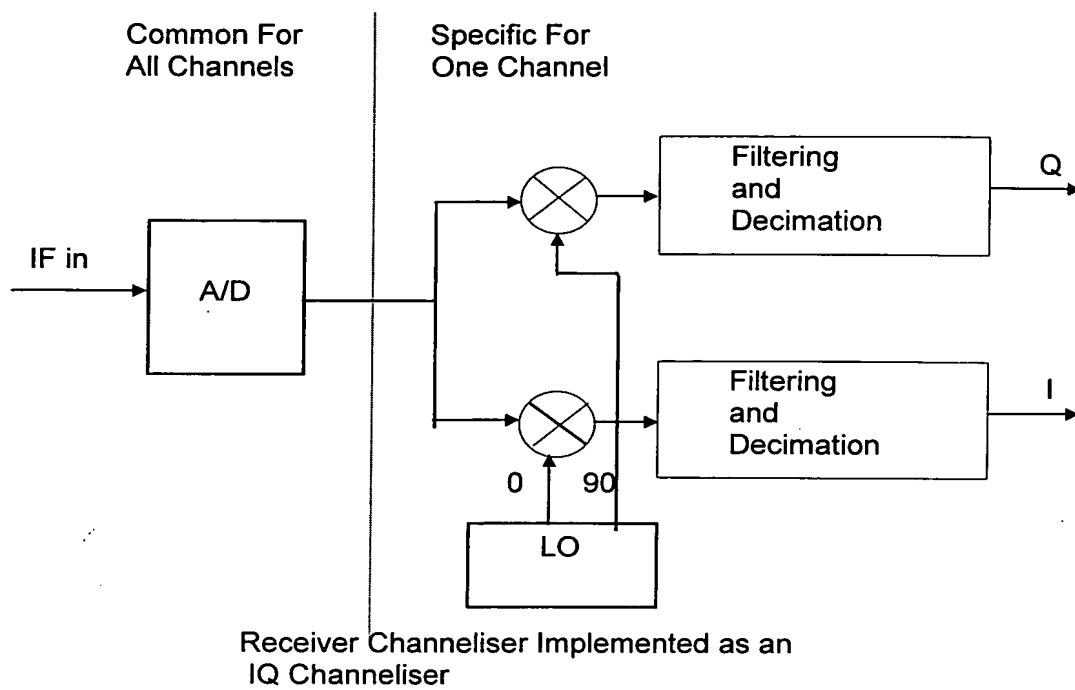 Common For
All Channels
Specific For
One Channel
Filtering
and
Decimation
Q
IF in
A/D
Filtering
and
Decimation
I
0
90
LO
Receiver Channeliser Implemented as an
IQ Channeliser